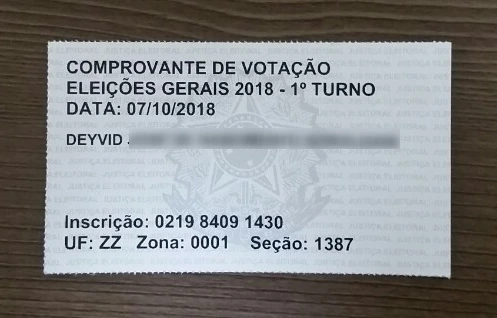 COMPROVANTE DE VOTAÇÃO
ELEIÇÕES GERAIS 2018 - 1º TURNO
DATA: 07/10/2018
DEYVID
Inscrição: 0219 8409 1430
UF: ZZ Zona: 0001 Seção: 1387